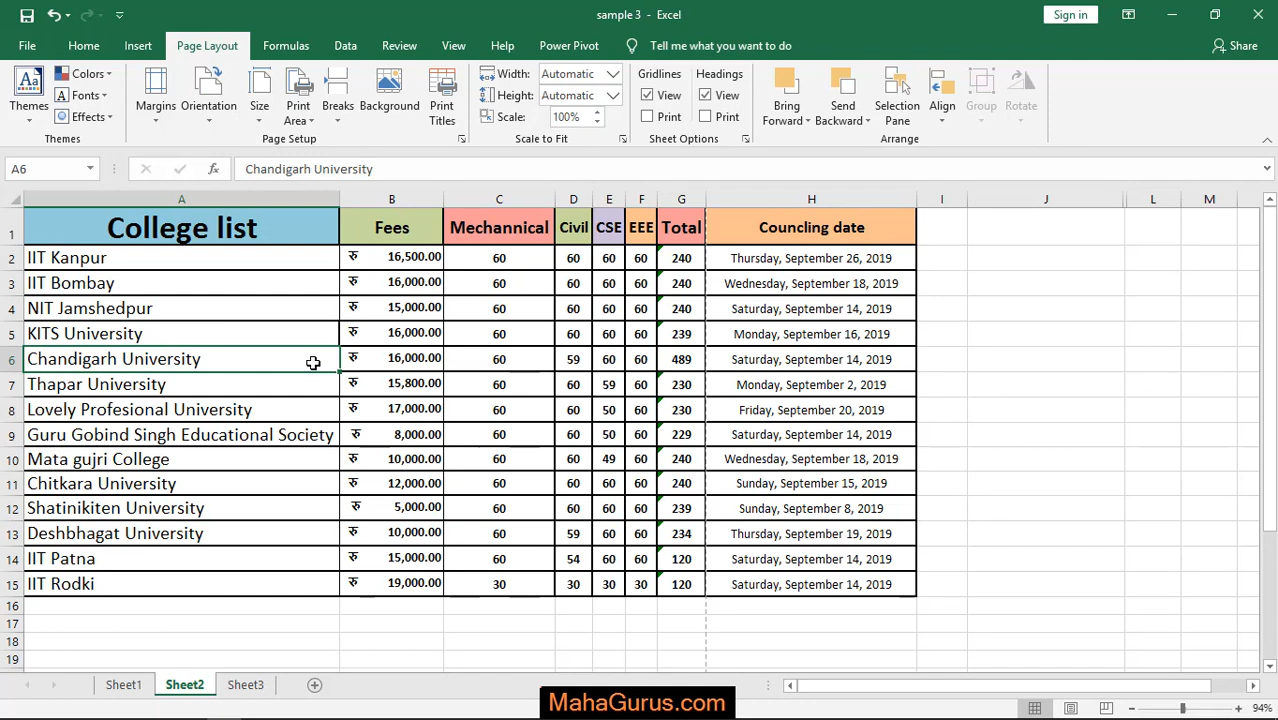 sample 3 - Excel
Sign in
File Home Insert Page Layout Formulas Data Review View Help Power Pivot Tell me what you want to do Share
Themes Colors Fonts Effects
Themes
Margins Orientation Size Print Area Breaks Background Print Titles
Page Setup
Width: Automatic
Height: Automatic
Scale: 100%
Scale to Fit
Gridlines Headings
View View
Print Print
Sheet Options
Bring Forward Send Backward Selection Pane Align Group Rotate
Arrange
A6 fx Chandigarh University
A B C D E F G H I J L M
1 College list Fees Mechannical Civil CSE EEE Total Councling date
2 IIT Kanpur रु 16,500.00 60 60 60 60 240 Thursday, September 26, 2019
3 IIT Bombay रु 16,000.00 60 60 60 60 240 Wednesday, September 18, 2019
4 NIT Jamshedpur रु 15,000.00 60 60 60 60 240 Saturday, September 14, 2019
5 KITS University रु 16,000.00 60 60 60 60 239 Monday, September 16, 2019
6 Chandigarh University रु 16,000.00 60 59 60 60 489 Saturday, September 14, 2019
7 Thapar University रु 15,800.00 60 60 59 60 230 Monday, September 2, 2019
8 Lovely Profesional University रु 17,000.00 60 60 50 60 230 Friday, September 20, 2019
9 Guru Gobind Singh Educational Society रु 8,000.00 60 60 50 60 229 Saturday, September 14, 2019
10 Mata gujri College रु 10,000.00 60 60 49 60 240 Wednesday, September 18, 2019
11 Chitkara University रु 12,000.00 60 60 60 60 240 Sunday, September 15, 2019
12 Shatinikiten University रु 5,000.00 60 60 60 60 239 Sunday, September 8, 2019
13 Deshbhagat University रु 10,000.00 60 59 60 60 234 Thursday, September 19, 2019
14 IIT Patna रु 15,000.00 60 54 60 60 120 Saturday, September 14, 2019
15 IIT Rodki रु 19,000.00 30 30 30 30 120 Saturday, September 14, 2019
16
17
18
19
Sheet1 Sheet2 Sheet3
MahaGurus.com
94%